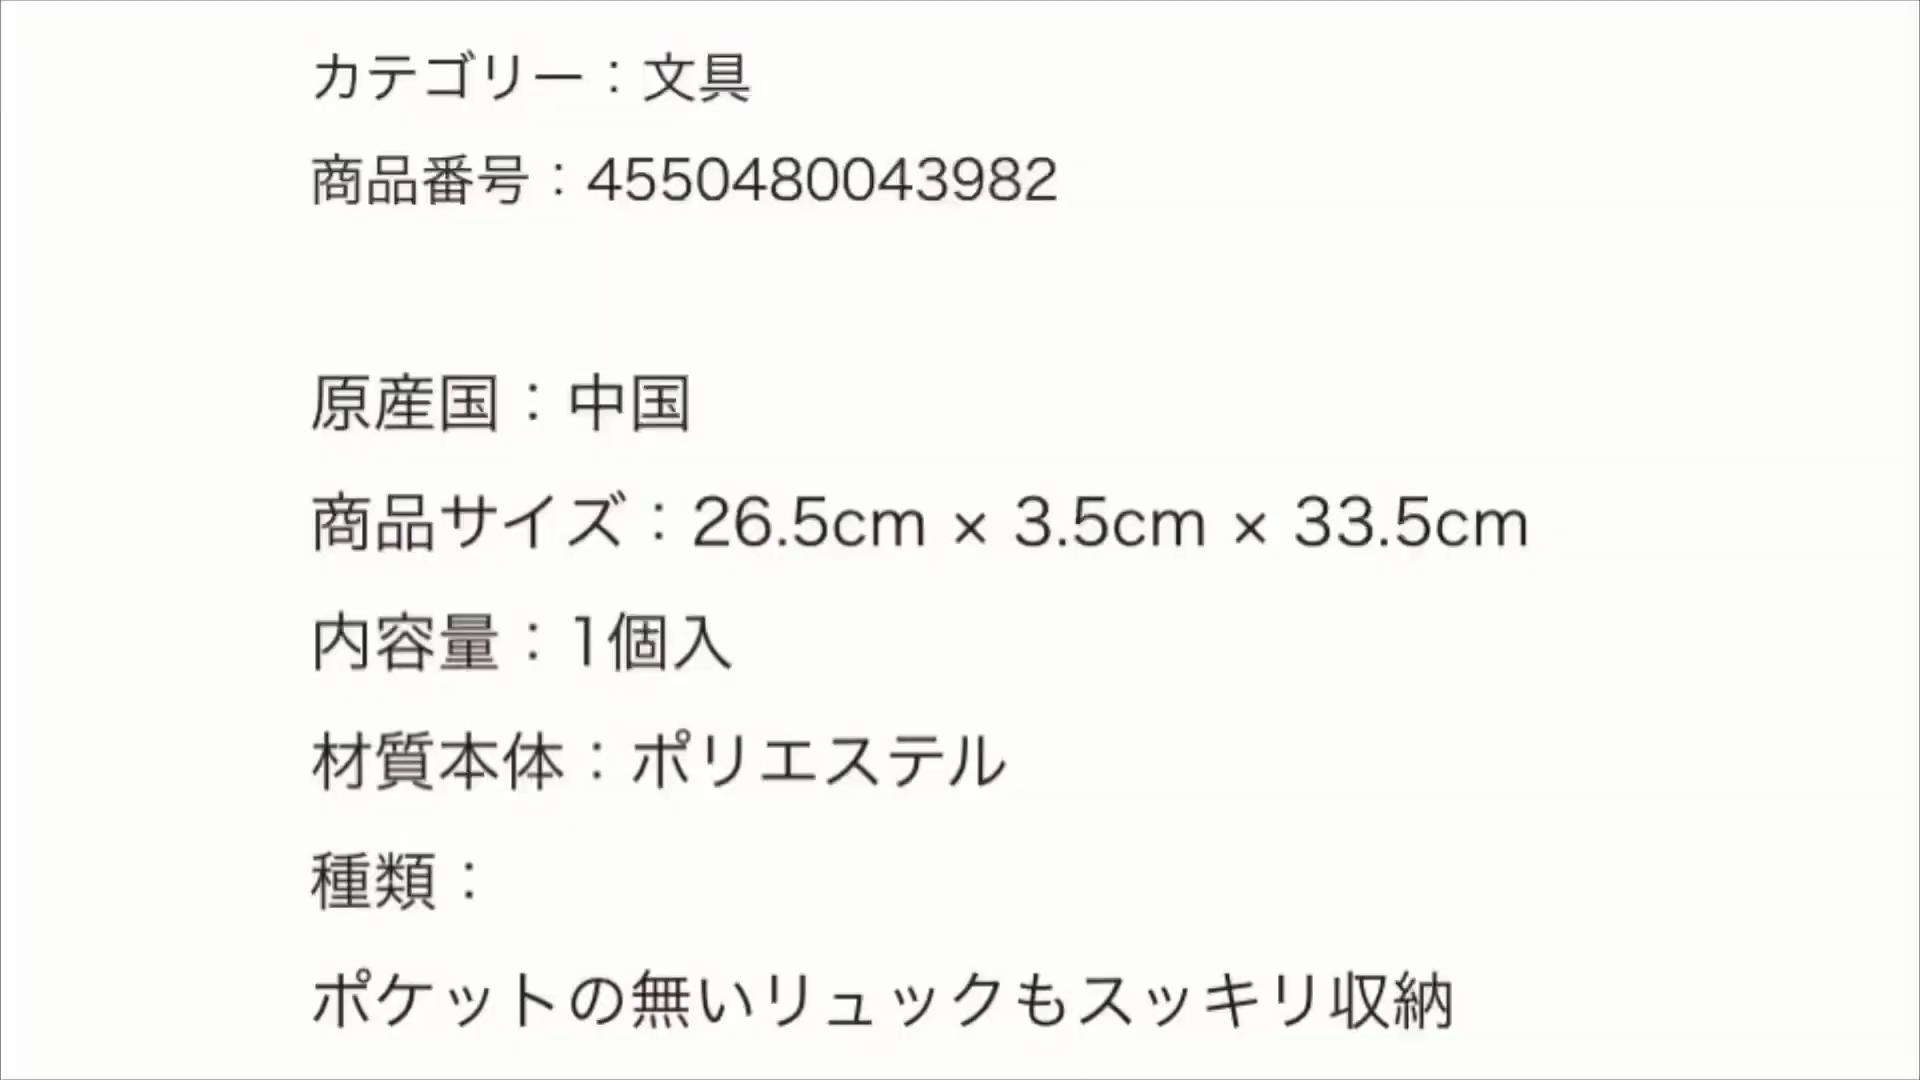 カテゴリー：文具
商品番号：4550480043982
原産国：中国
商品サイズ：26.5cm × 3.5cm × 33.5cm
内容量：1個入
材質本体：ポリエステル
種類：
ポケットの無いリュックもスッキリ収納